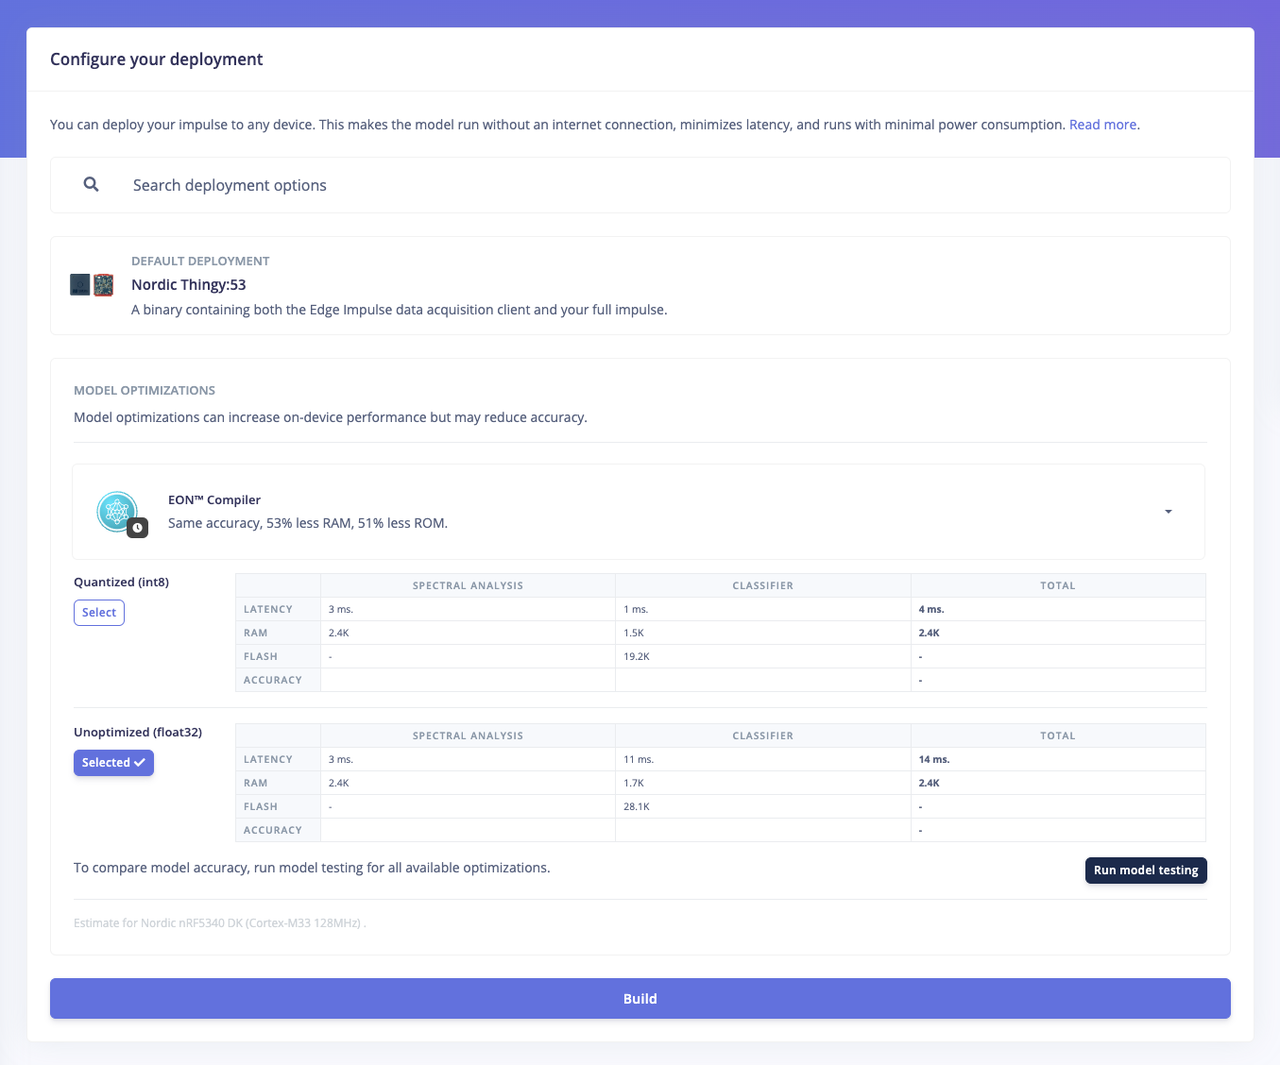 Configure your deployment
You can deploy your impulse to any device. This makes the model run without an internet connection, minimizes latency, and runs with minimal power consumption. Read more.
Search deployment options
DEFAULT DEPLOYMENT
Nordic Thingy:53
A binary containing both the Edge Impulse data acquisition client and your full impulse.
MODEL OPTIMIZATIONS
Model optimizations can increase on-device performance but may reduce accuracy.
EON™ Compiler
Same accuracy, 53% less RAM, 51% less ROM.
Quantized (int8)
Select
SPECTRAL ANALYSIS CLASSIFIER TOTAL
LATENCY 3 ms. 1 ms. 4 ms.
RAM 2.4K 1.5K 2.4K
FLASH - 19.2K -
ACCURACY -
Unoptimized (float32)
Selected
SPECTRAL ANALYSIS CLASSIFIER TOTAL
LATENCY 3 ms. 11 ms. 14 ms.
RAM 2.4K 1.7K 2.4K
FLASH - 28.1K -
ACCURACY -
To compare model accuracy, run model testing for all available optimizations.
Run model testing
Estimate for Nordic nRF5340 DK (Cortex-M33 128MHz) .
Build